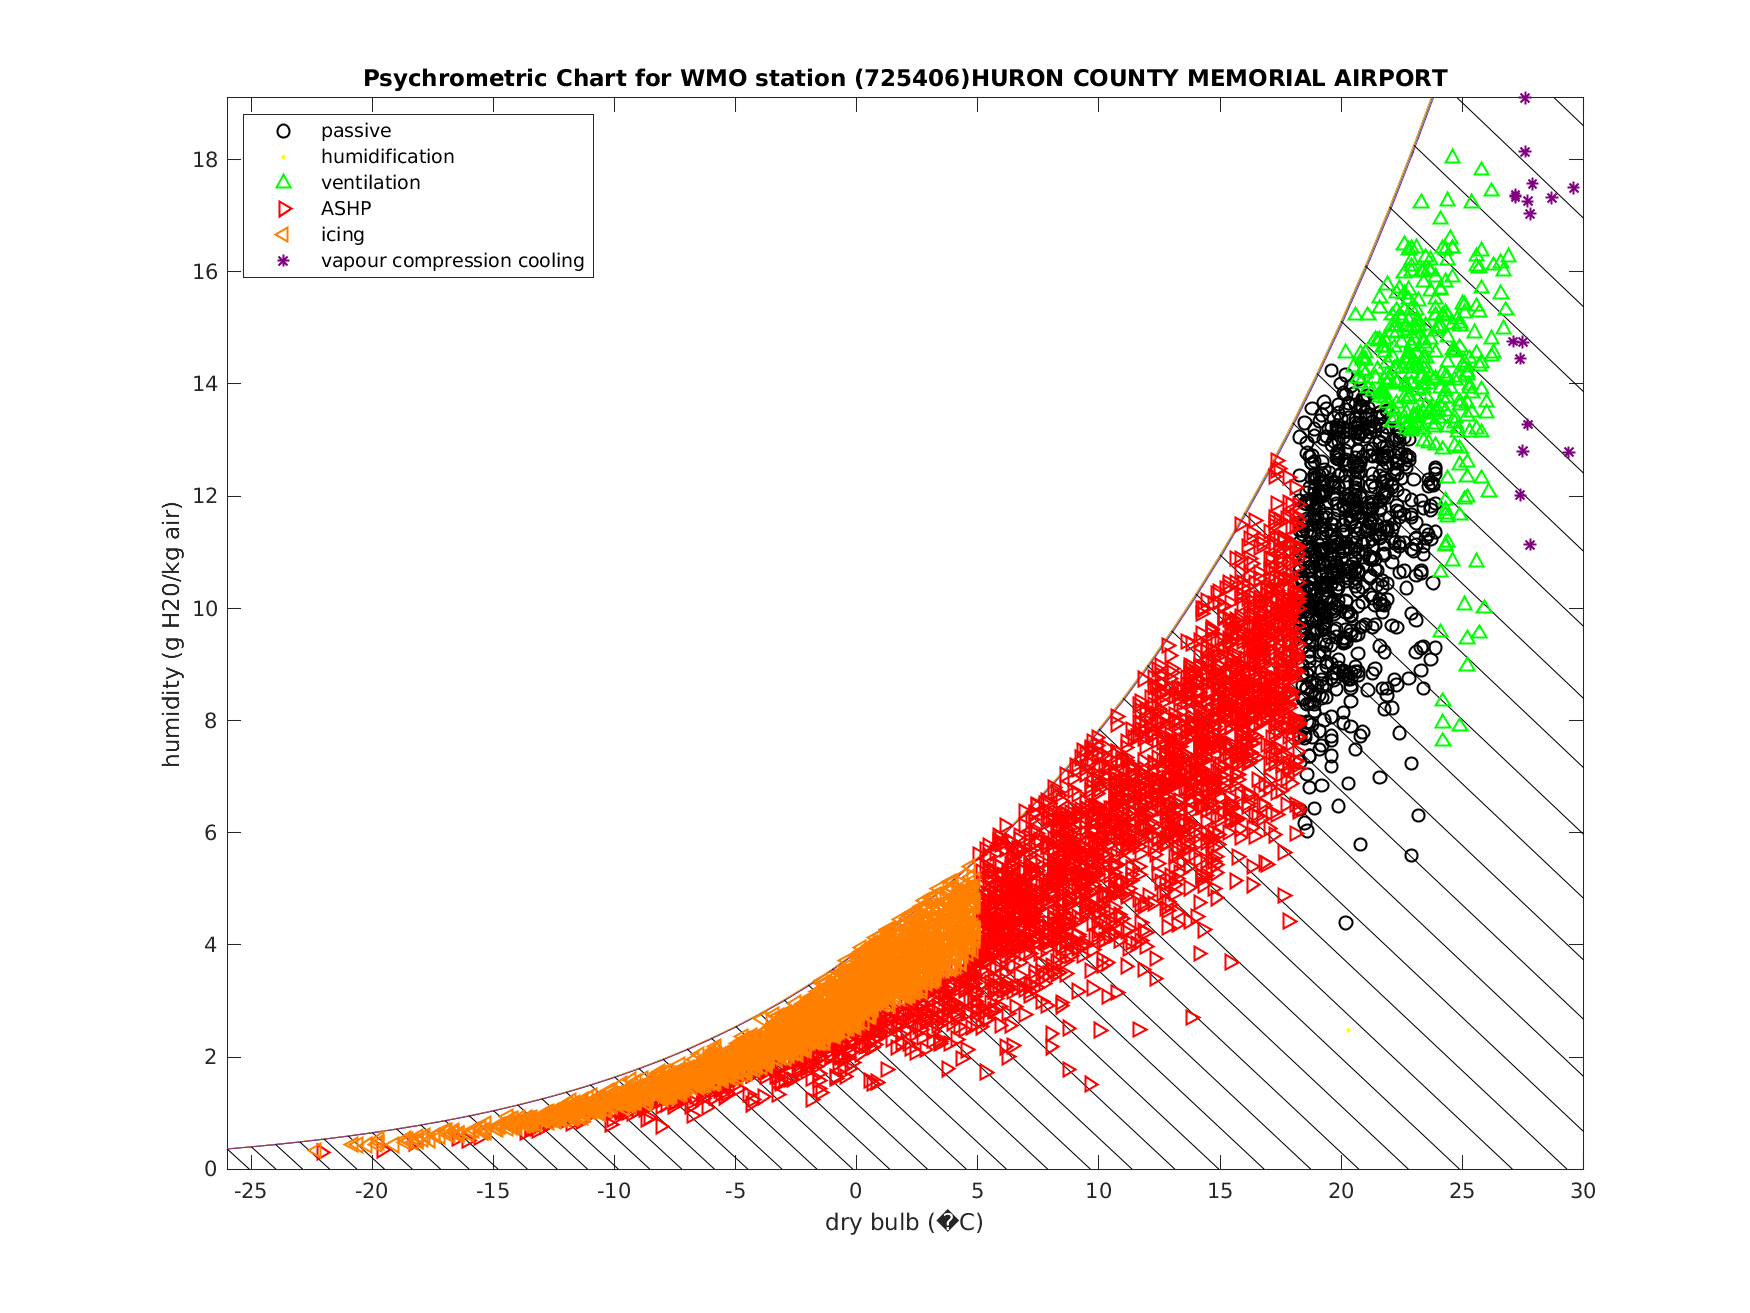 Psychrometric Chart for WMO station (725406)HURON COUNTY MEMORIAL AIRPORT
passive
humidification
ventilation
ASHP
icing
vapour compression cooling
humidity (g H20/kg air)
18
16
14
12
10
8
6
4
2
0
-25 -20 -15 -10 -5 0 5 10 15 20 25 30
dry bulb (�C)